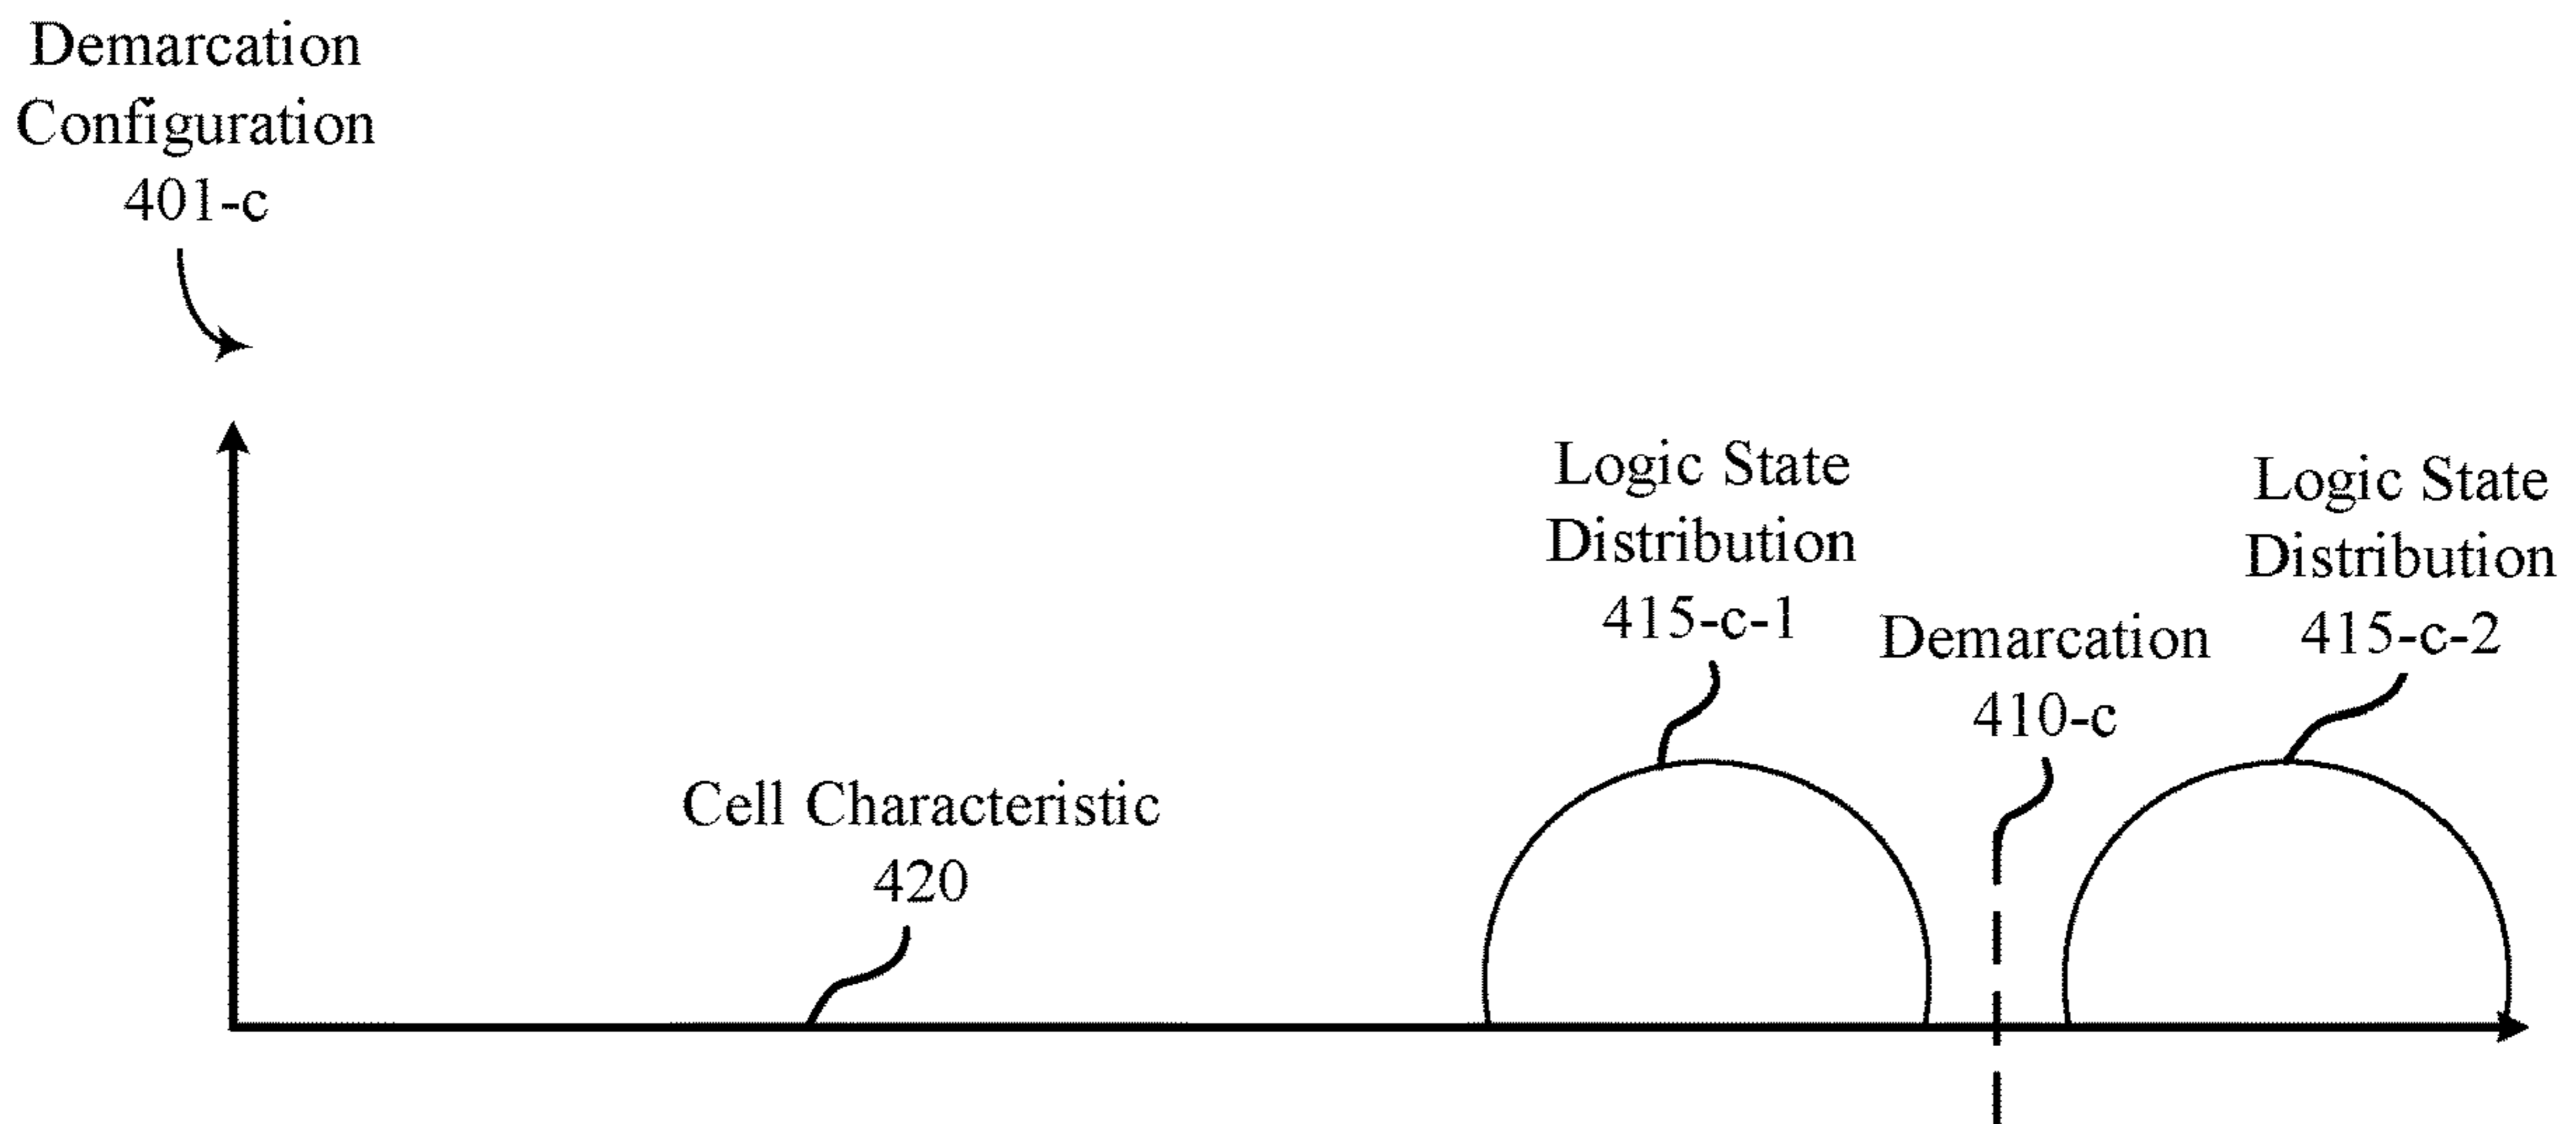 Demarcation
Configuration
401-c
Logic State
Distribution
415-c-1
Logic State
Distribution
415-c-2
Demarcation
410-c
Cell Characteristic
420